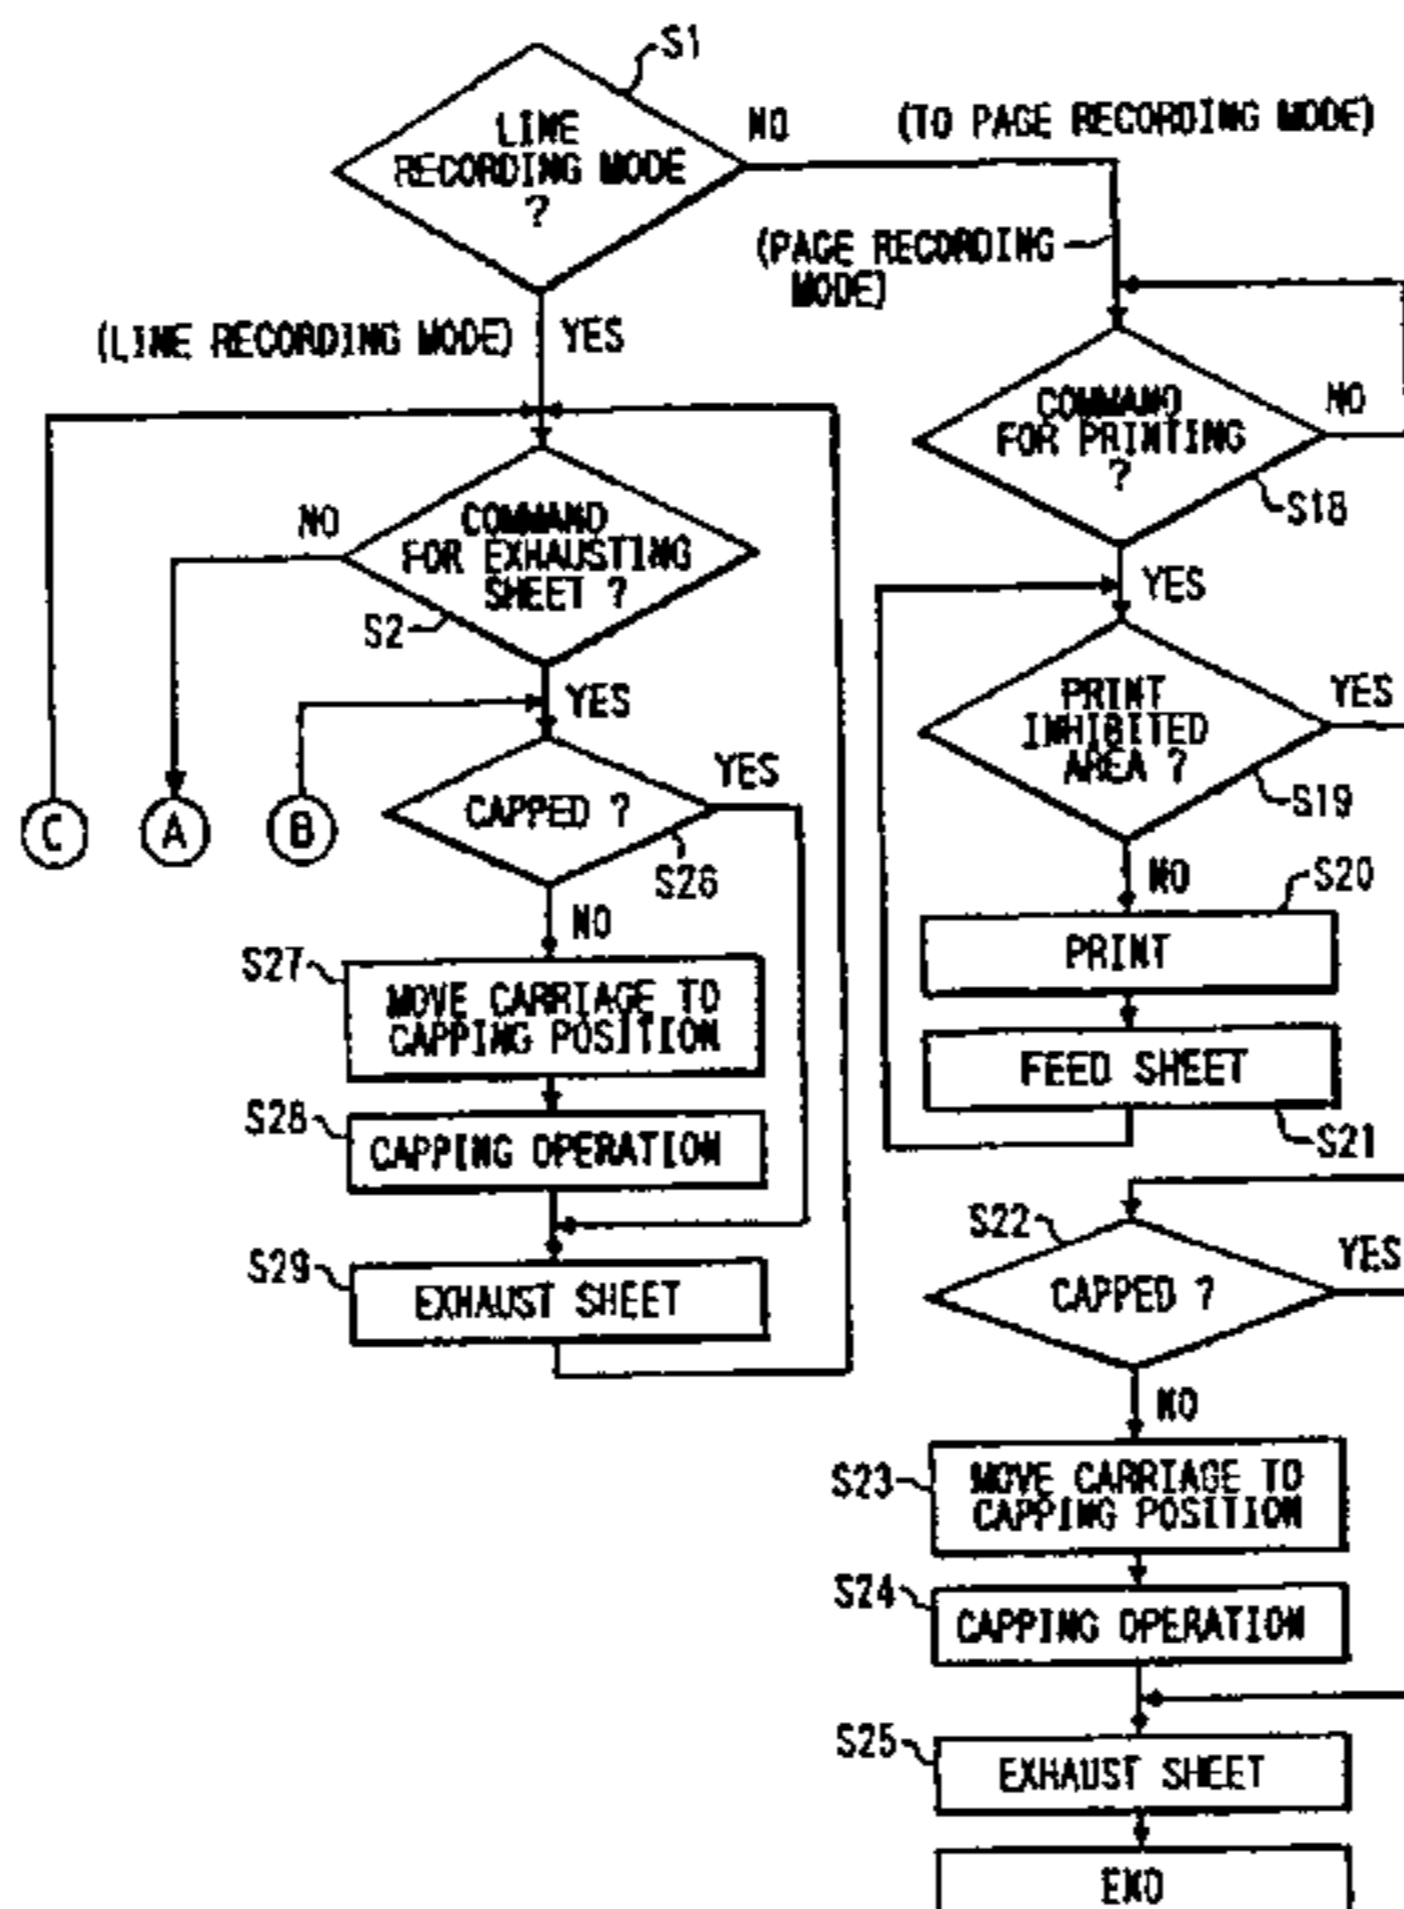 S1
LINE
RECORDING MODE
?
NO
(TO PAGE RECORDING MODE)
(PAGE RECORDING
MODE)
(LINE RECORDING MODE)
YES
COMMAND
FOR PRINTING
?
NO
S18
NO
COMMAND
FOR EXHAUSTING
SHEET ?
S2
YES
YES
PRINT
INHIBITED
AREA ?
YES
S19
C
A
B
CAPPED ?
YES
S26
NO
NO
S20
PRINT
S27
MOVE CARRIAGE TO
CAPPING POSITION
FEED SHEET
S21
S28
CAPPING OPERATION
S22
CAPPED ?
YES
S29
EXHAUST SHEET
NO
S23
MOVE CARRIAGE TO
CAPPING POSITION
S24
CAPPING OPERATION
S25
EXHAUST SHEET
END